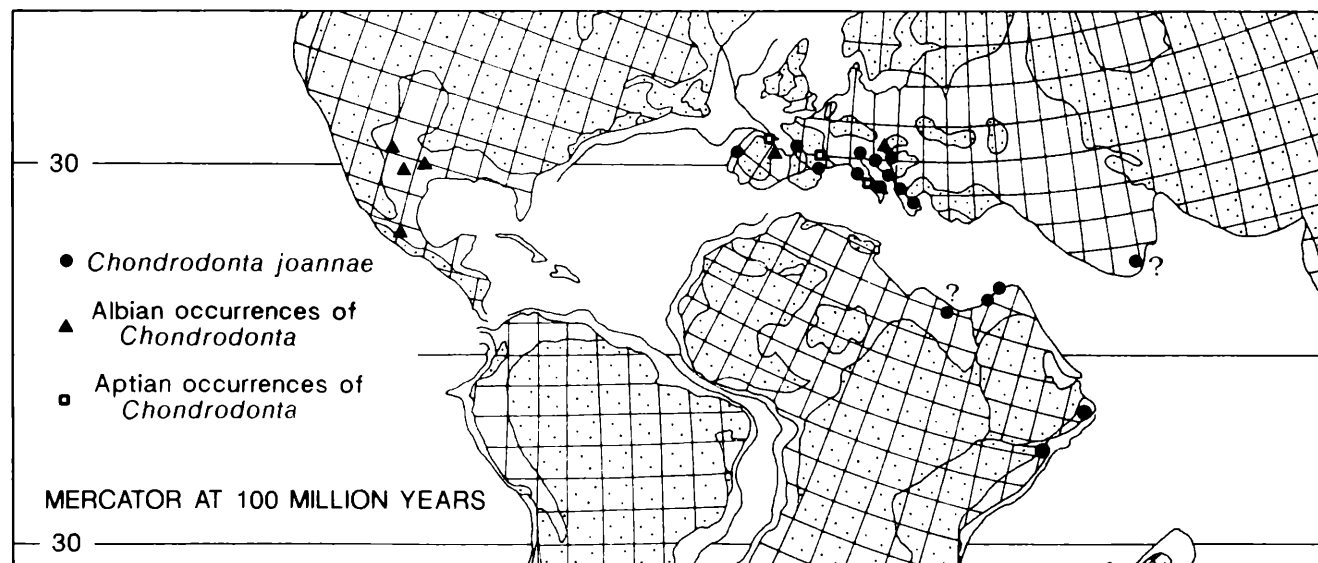 30
Chondrodonta joannae
Albian occurrences of
Chondrodonta
Aptian occurrences of
Chondrodonta
?
?
MERCATOR AT 100 MILLION YEARS
30